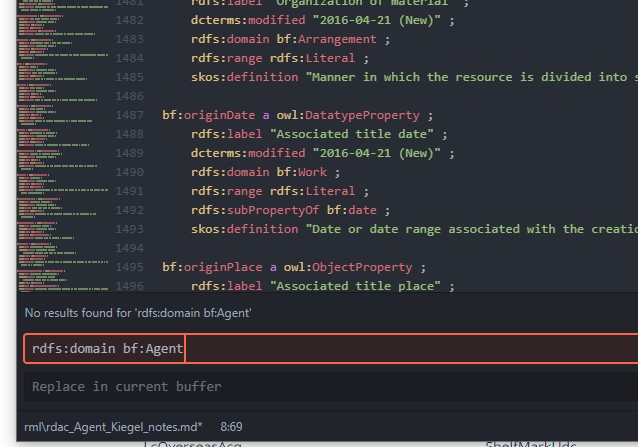 1481 rdfs:label "Organization of material" ;
1482 dcterms:modified "2016-04-21 (New)" ;
1483 rdfs:domain bf:Arrangement ;
1484 rdfs:range rdfs:Literal ;
1485 skos:definition "Manner in which the resource is divided into s
1486
1487 bf:originDate a owl:DatatypeProperty ;
1488 rdfs:label "Associated title date" ;
1489 dcterms:modified "2016-04-21 (New)" ;
1490 rdfs:domain bf:Work ;
1491 rdfs:range rdfs:Literal ;
1492 rdfs:subPropertyOf bf:date ;
1493 skos:definition "Date or date range associated with the creatio
1494
1495 bf:originPlace a owl:ObjectProperty ;
1496 rdfs:label "Associated title place" ;
No results found for 'rdfs:domain bf:Agent'
rdfs:domain bf:Agent
Replace in current buffer
rml\rdac_Agent_Kiegel_notes.md* 8:69
LcOverseasAcq ShelfMarkUdc